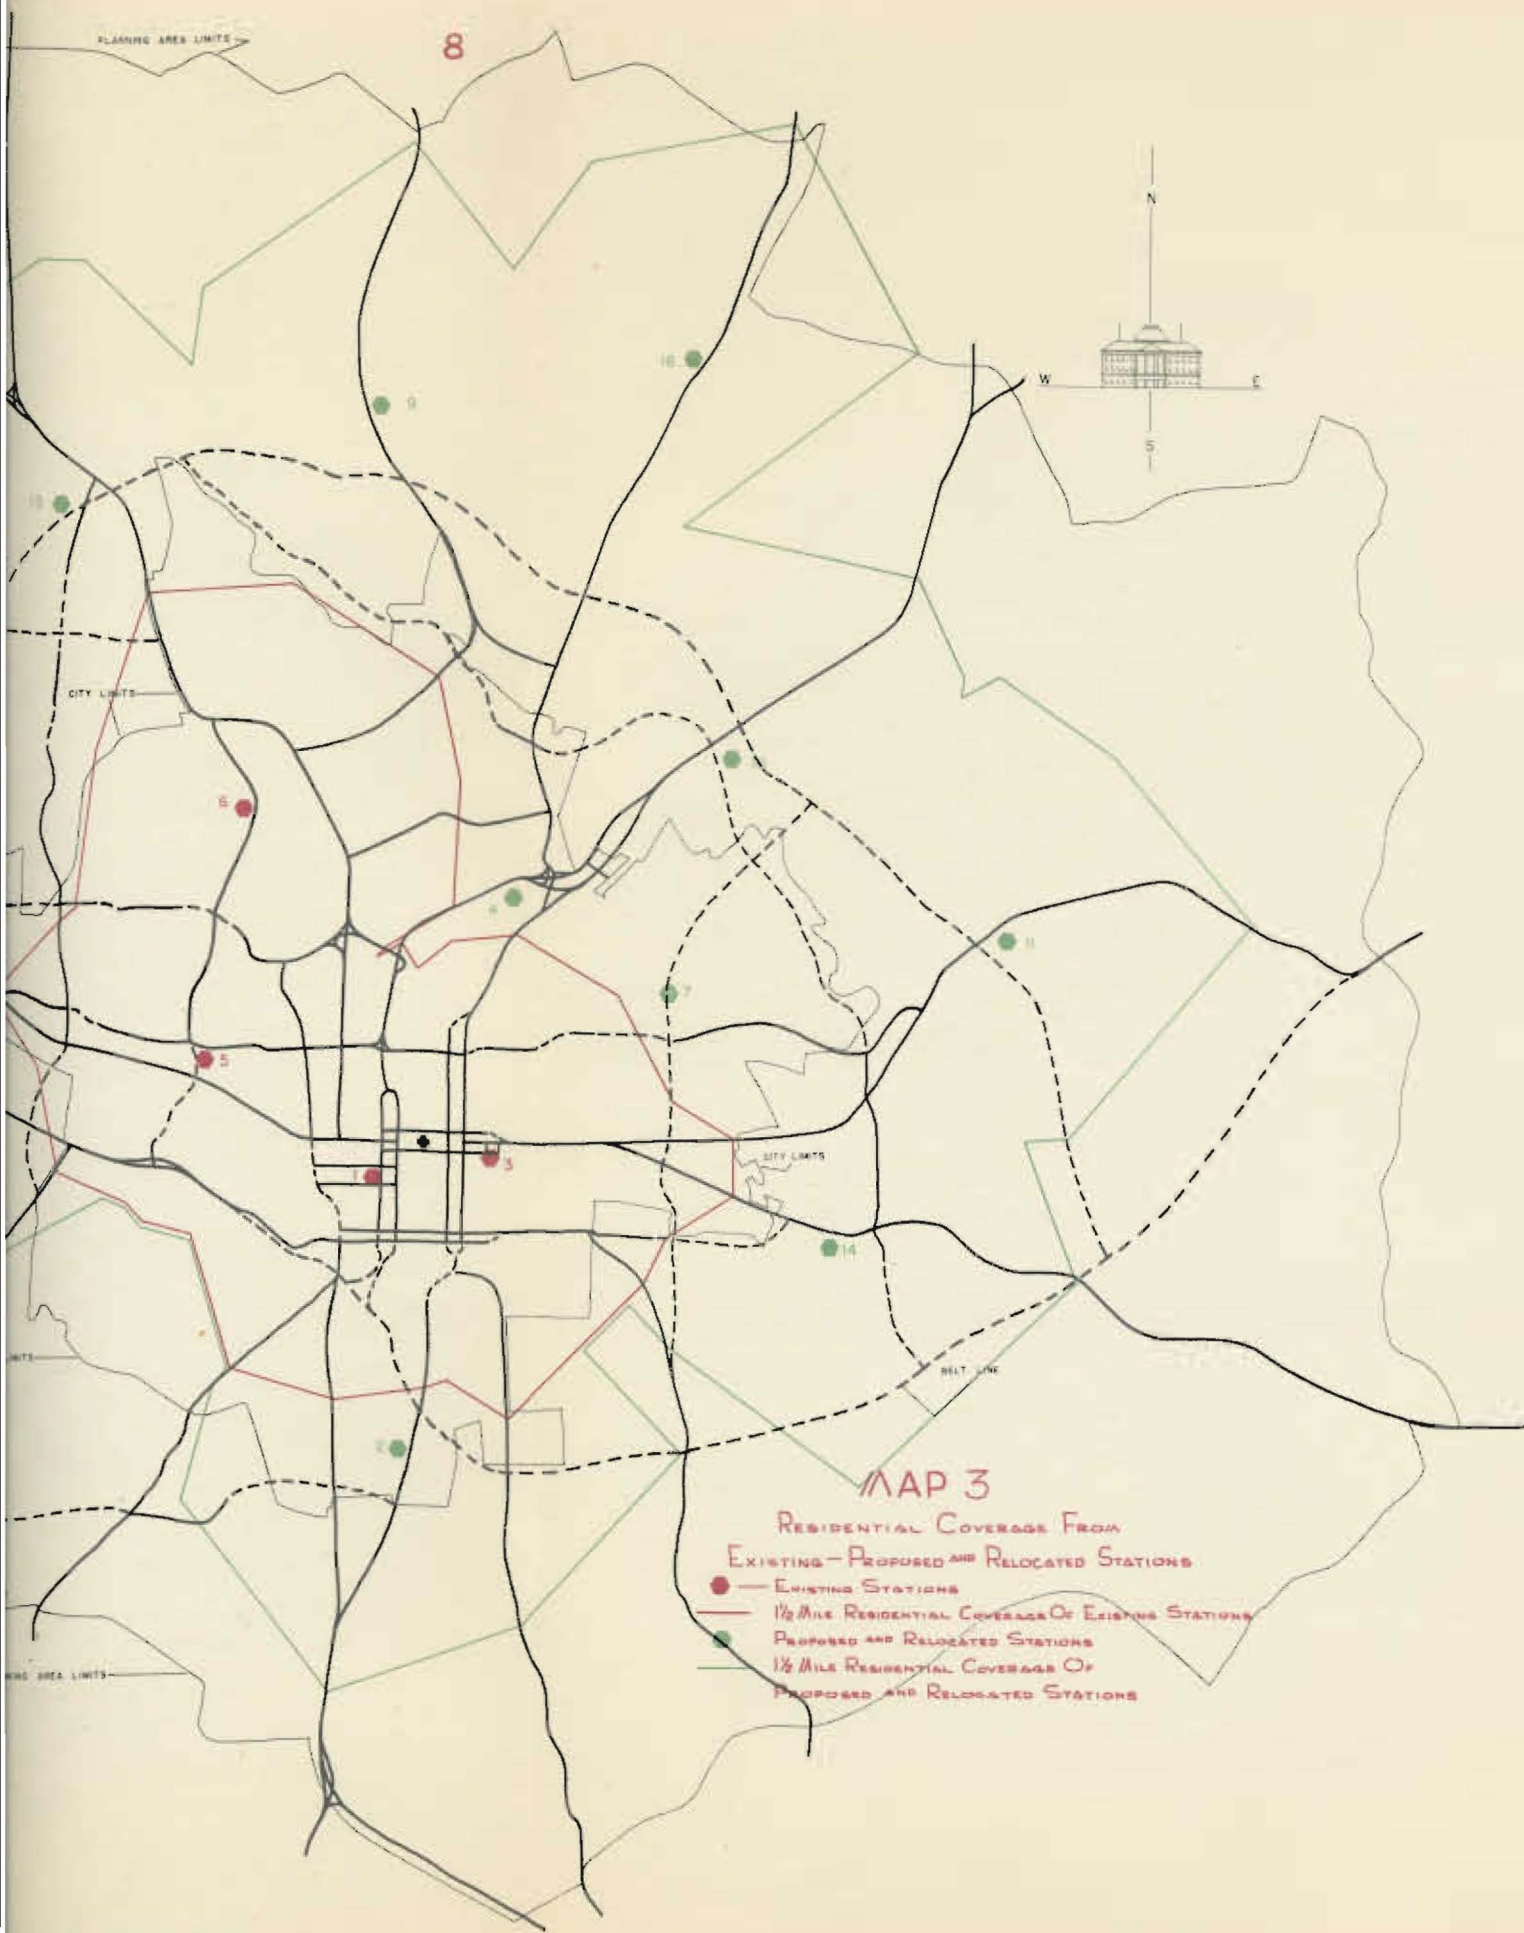 PLANNING AREA LIMITS
8
N
W
E
S
16
9
CITY LIMITS
6
4
11
7
5
3
1
CITY LIMITS
14
BELT LINE
2
MAP 3
RESIDENTIAL COVERAGE FROM
EXISTING - PROPOSED AND RELOCATED STATIONS
— EXISTING STATIONS
1½ MILE RESIDENTIAL COVERAGE OF EXISTING STATIONS
PROPOSED AND RELOCATED STATIONS
AREA LIMITS
1½ MILE RESIDENTIAL COVERAGE OF
PROPOSED AND RELOCATED STATIONS